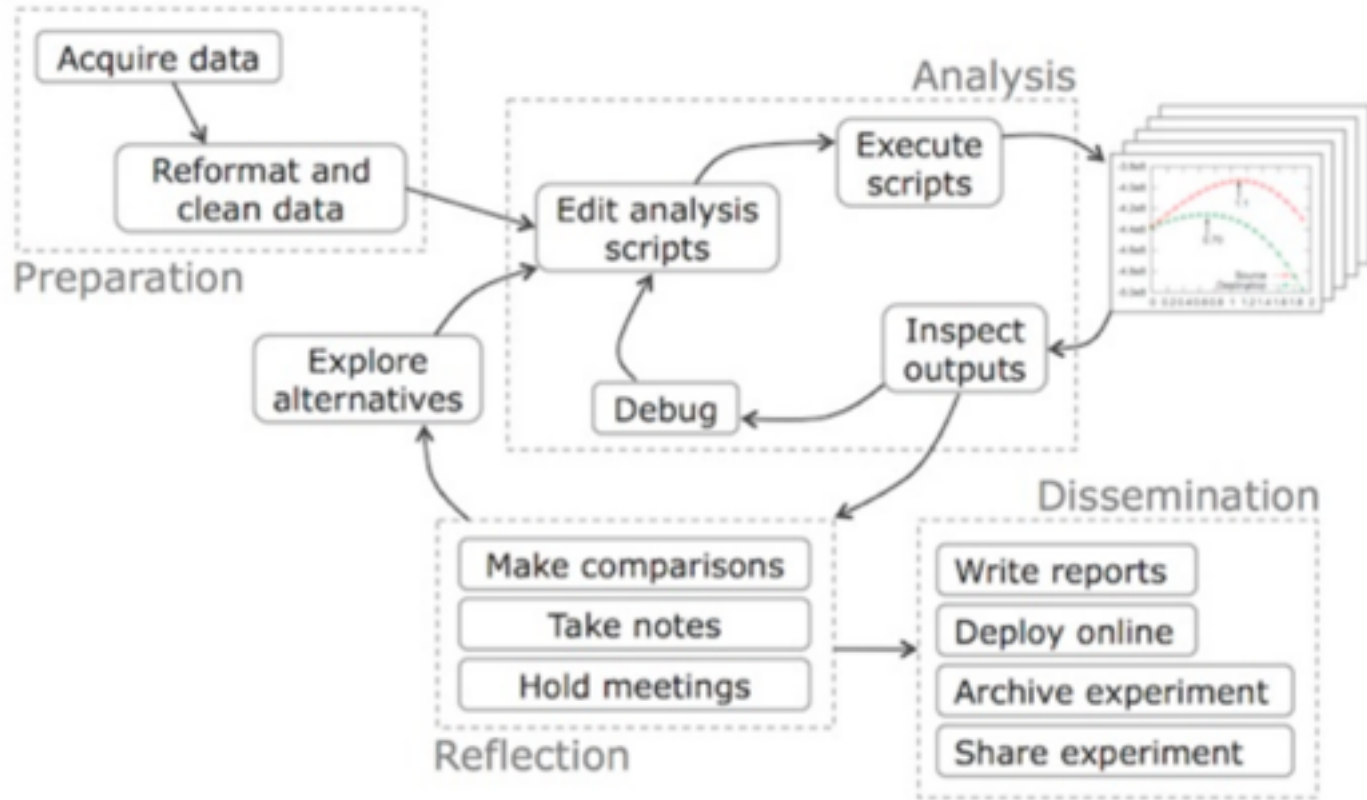 Acquire data
Reformat and
clean data
Preparation
Analysis
Edit analysis
scripts
Execute
scripts
Inspect
outputs
Debug
Explore
alternatives
Source
Make comparisons
Take notes
Hold meetings
Reflection
Dissemination
Write reports
Deploy online
Archive experiment
Share experiment